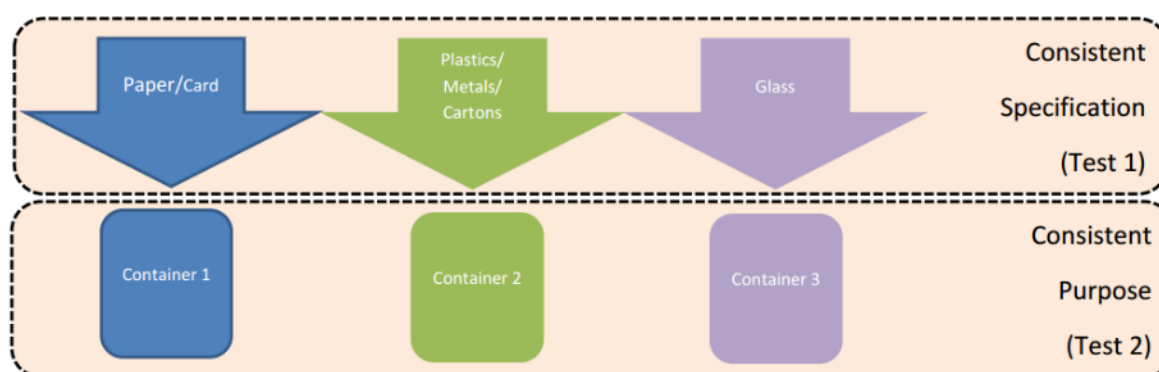 Paper/Card
Plastics/
Metals/
Cartons
Glass
Consistent
Specification
(Test 1)
Container 1
Container 2
Container 3
Consistent
Purpose
(Test 2)